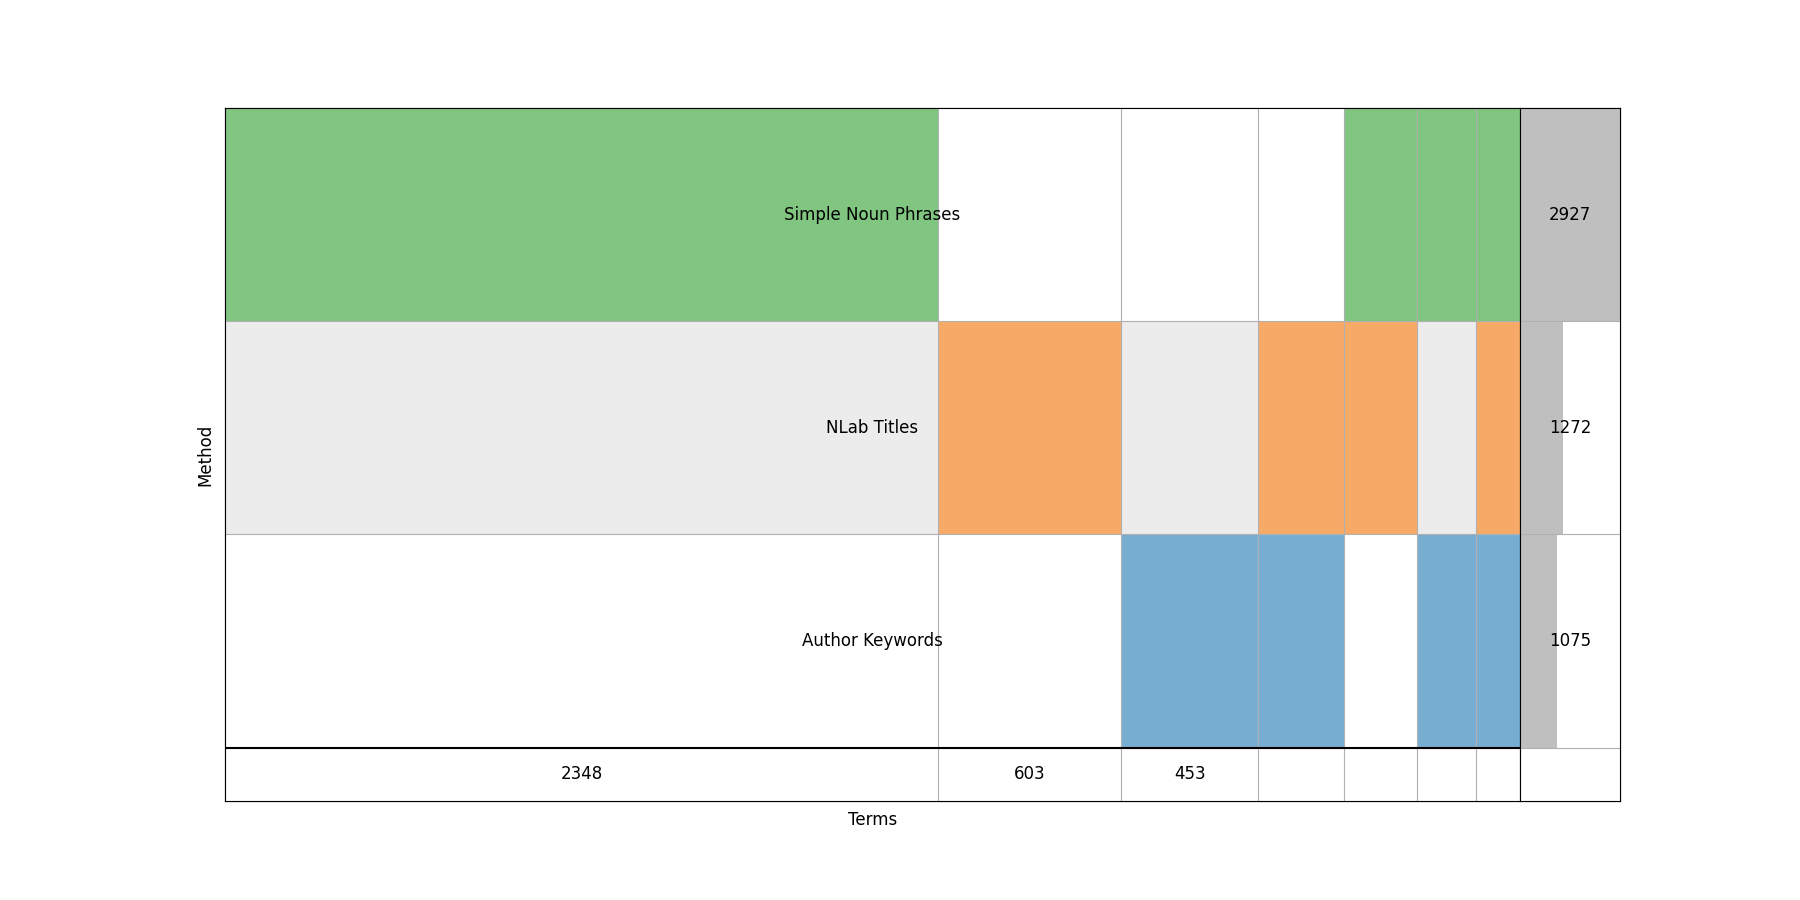 Simple Noun Phrases
2927
NLab Titles
1272
Method
Author Keywords
1075
2348
603
453
Terms